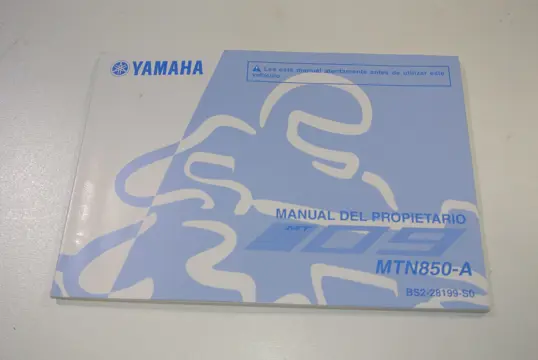 YAMAHA
Lea este manual atentamente antes de utilizar este
vehículo.
MANUAL DEL PROPIETARIO
MT 09
MTN850-A
BS2-28199-S0